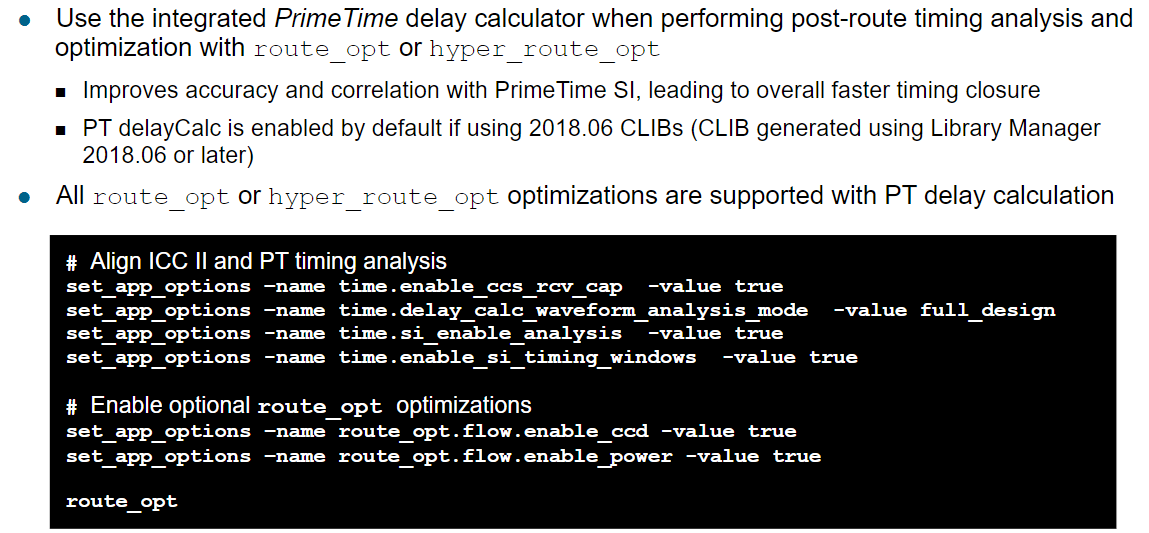 • Use the integrated PrimeTime delay calculator when performing post-route timing analysis and
optimization with route_opt or hyper_route_opt
▪ Improves accuracy and correlation with PrimeTime SI, leading to overall faster timing closure
▪ PT delayCalc is enabled by default if using 2018.06 CLIBs (CLIB generated using Library Manager
2018.06 or later)
• All route_opt or hyper_route_opt optimizations are supported with PT delay calculation
# Align ICC II and PT timing analysis
set_app_options –name time.enable_ccs_rcv_cap -value true
set_app_options –name time.delay_calc_waveform_analysis_mode -value full_design
set_app_options –name time.si_enable_analysis -value true
set_app_options –name time.enable_si_timing_windows -value true
# Enable optional route_opt optimizations
set_app_options –name route_opt.flow.enable_ccd -value true
set_app_options –name route_opt.flow.enable_power -value true
route_opt